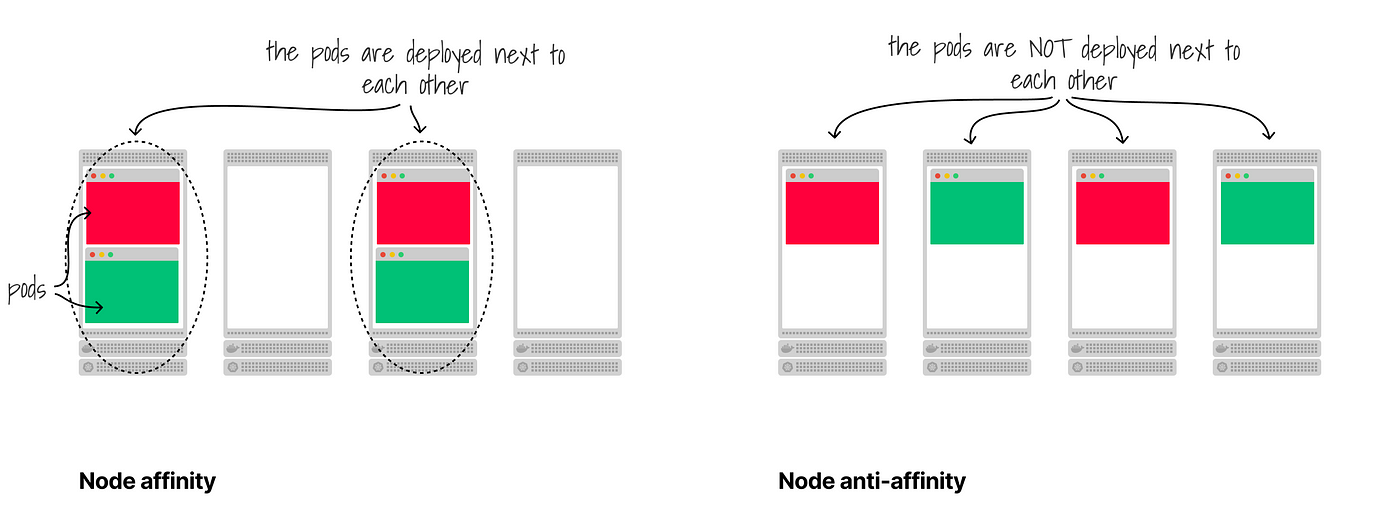 the pods are deployed next to
each other
pods
Node affinity
the pods are NOT deployed next to
each other
Node anti-affinity